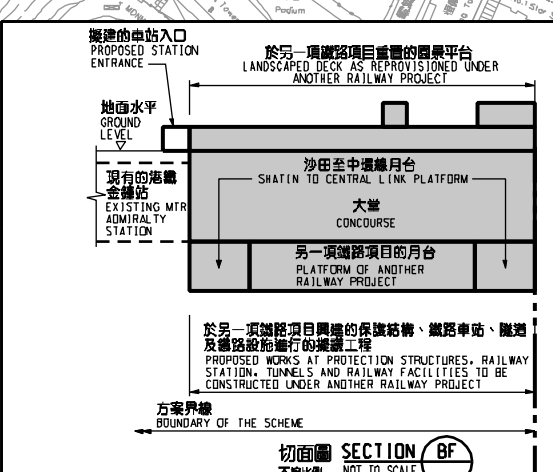 Podium
擬建的車站入口
PROPOSED STATION
ENTRANCE
於另一項鐵路項目重置的園景平台
LANDSCAPED DECK AS REPROVISIONED UNDER
ANOTHER RAILWAY PROJECT
地面水平
GROUND
LEVEL
現有的港鐵
金鐘站
EXISTING MTR
ADMIRALTY
STATION
沙田至中環線月台
SHATIN TO CENTRAL LINK PLATFORM
大堂
CONCOURSE
另一項鐵路項目的月台
PLATFORM OF ANOTHER
RAILWAY PROJECT
於另一項鐵路項目興建的保護結構、鐵路車站、隧道
及鐵路設施進行的擬議工程
PROPOSED WORKS AT PROTECTION STRUCTURES, RAILWAY
STATION, TUNNELS AND RAILWAY FACILITIES TO BE
CONSTRUCTED UNDER ANOTHER RAILWAY PROJECT
方案界線
BOUNDARY OF THE SCHEME
切面圖 SECTION BF
NOT TO SCALE